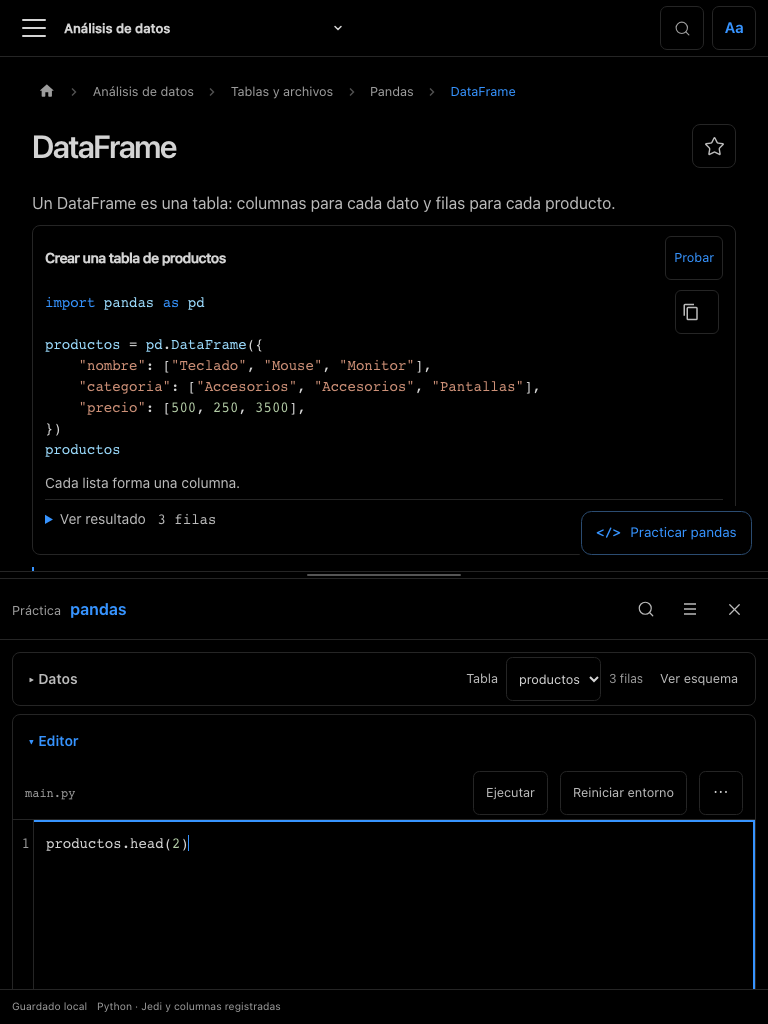 Análisis de datos
Aa
Análisis de datos > Tablas y archivos > Pandas > DataFrame
DataFrame
Un DataFrame es una tabla: columnas para cada dato y filas para cada producto.
Crear una tabla de productos
Probar
import pandas as pd
productos = pd.DataFrame({
    "nombre": ["Teclado", "Mouse", "Monitor"],
    "categoria": ["Accesorios", "Accesorios", "Pantallas"],
    "precio": [500, 250, 3500],
})
productos
Cada lista forma una columna.
Ver resultado 3 filas
</> Practicar pandas
Práctica pandas
Datos
Tabla productos 3 filas Ver esquema
Editor
main.py
Ejecutar Reiniciar entorno ...
1 productos.head(2)
Guardado local Python · Jedi y columnas registradas